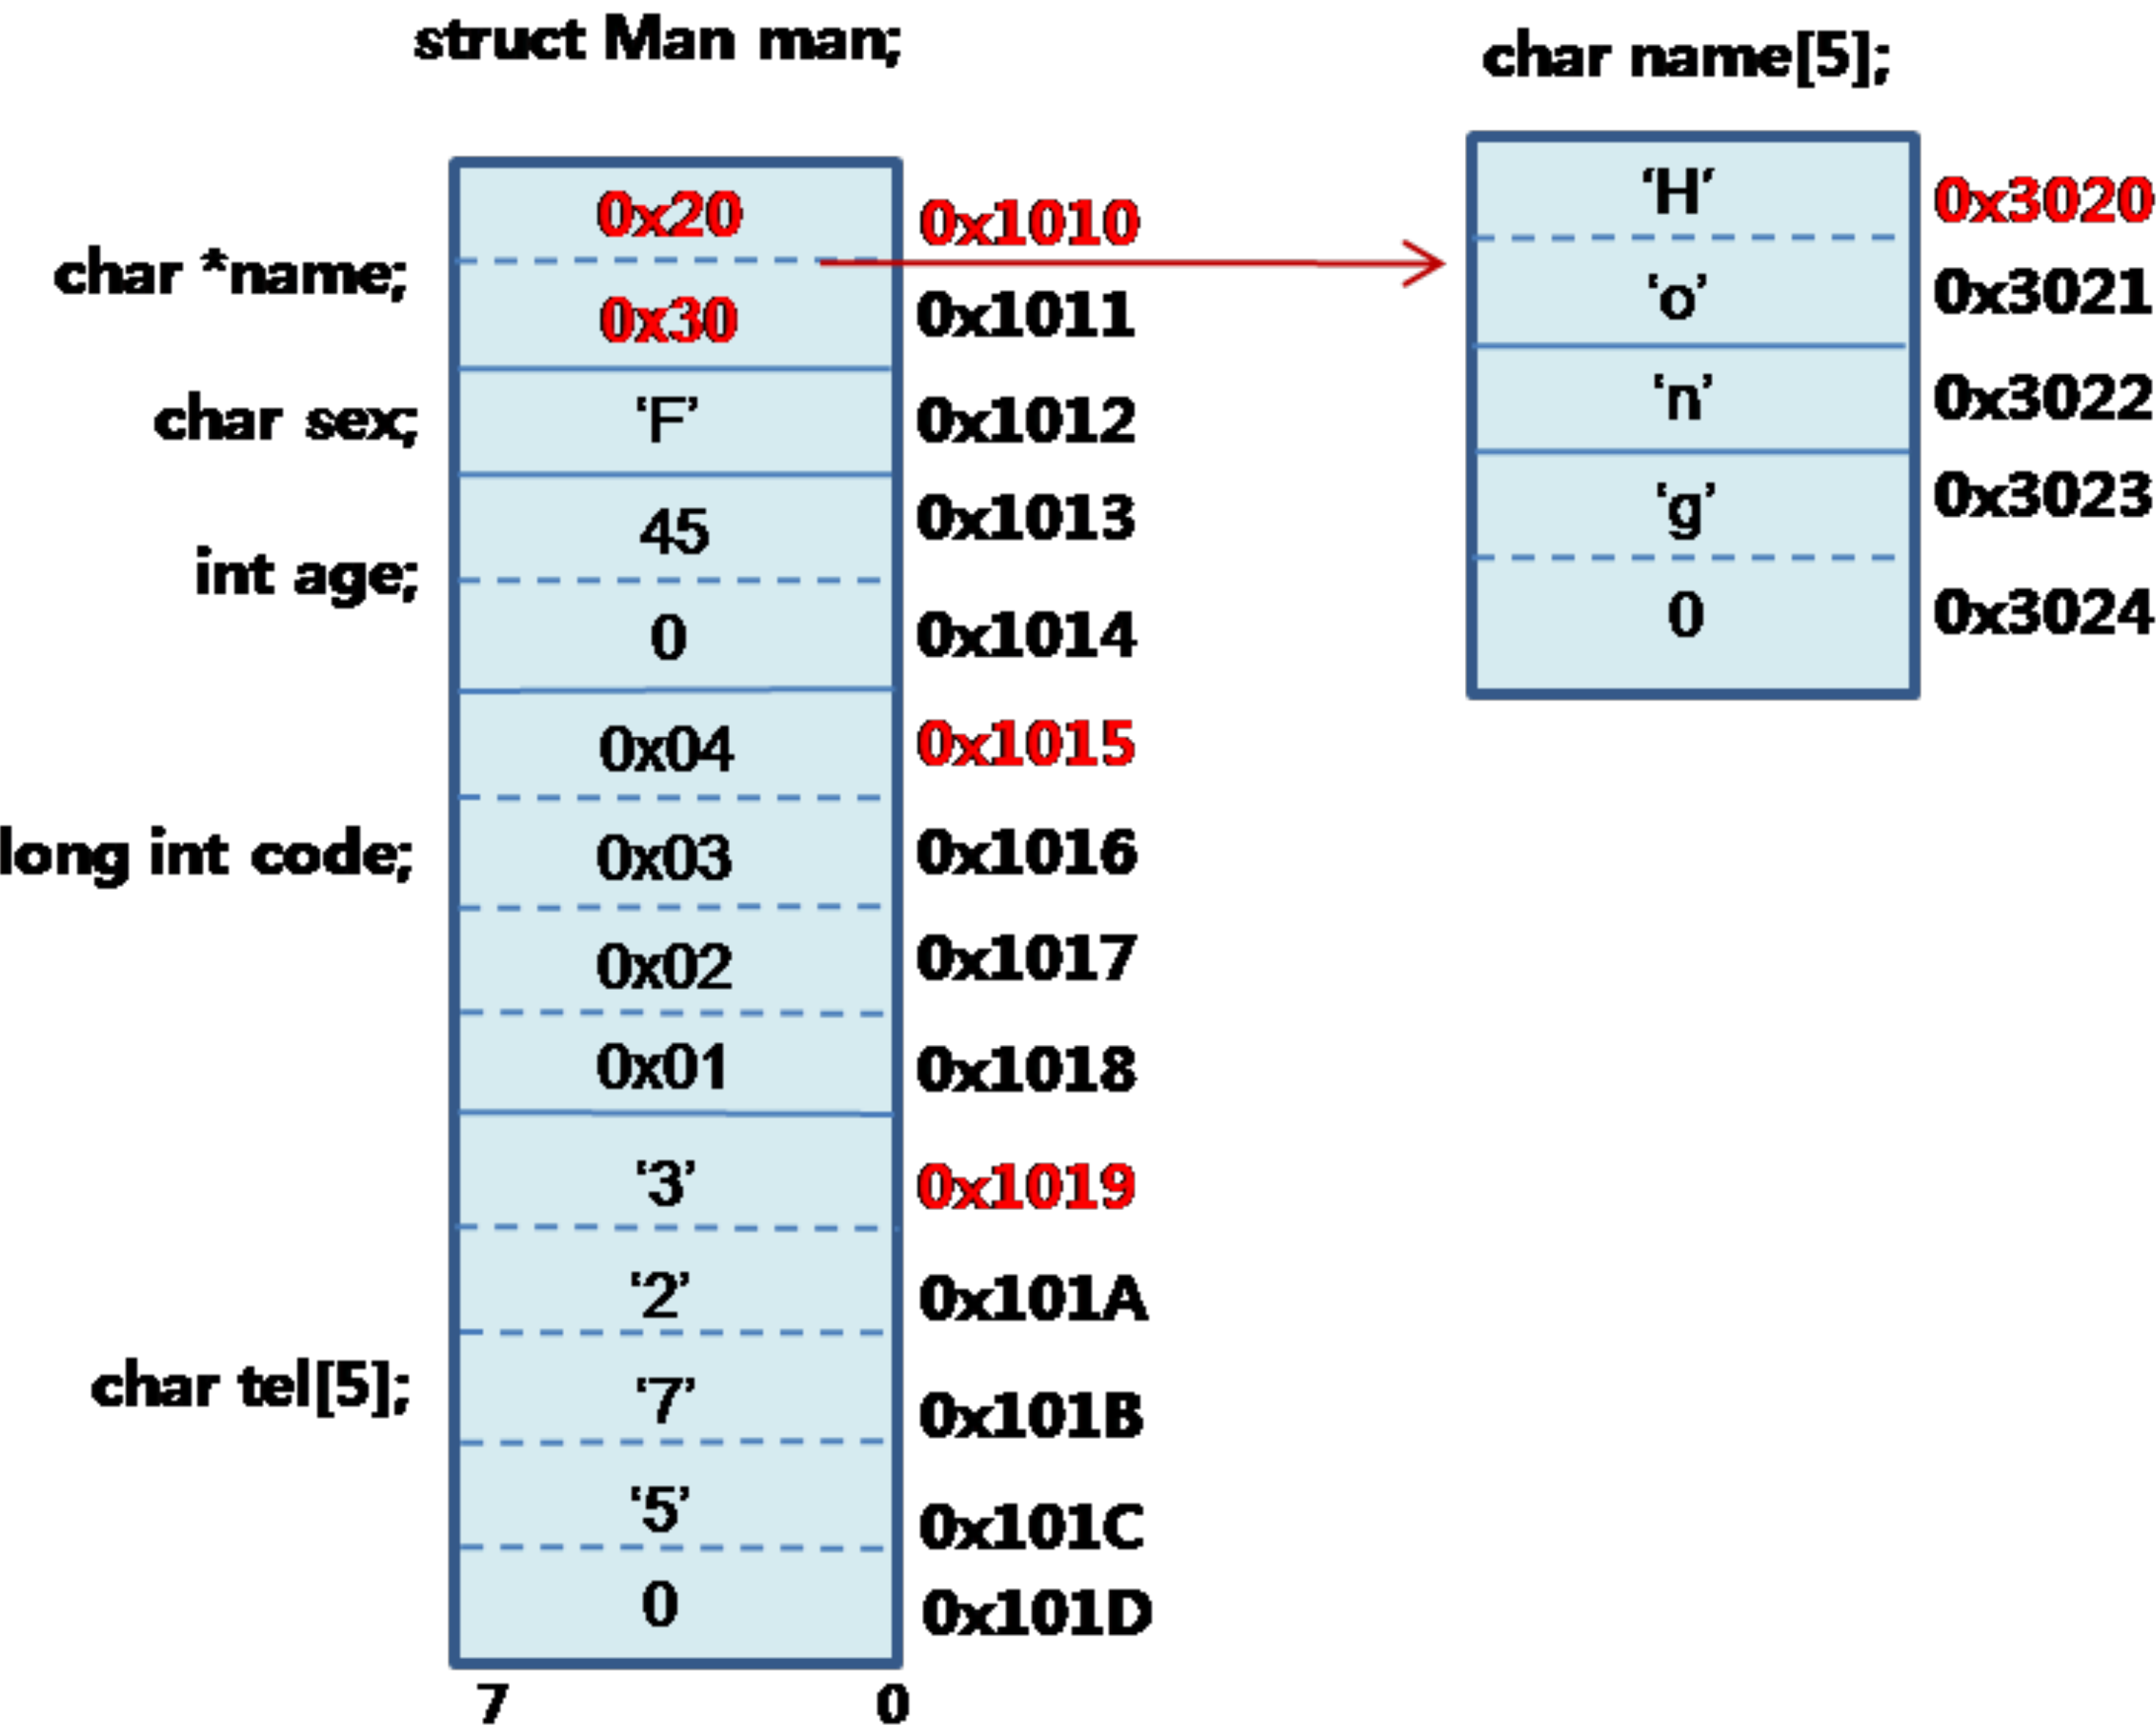 struct Man man;
char name[5];
0x20 0x1010
char *name;
0x30 0x1011
char sex; ‘F’ 0x1012
45 0x1013
int age;
0 0x1014
0x04 0x1015
0x03 0x1016
long int code;
0x02 0x1017
0x01 0x1018
‘3’ 0x1019
‘2’ 0x101A
char tel[5];
‘7’ 0x101B
‘5’ 0x101C
0 0x101D
7 0
‘H‘ 0x3020
‘o’ 0x3021
‘n’ 0x3022
‘g’ 0x3023
0 0x3024